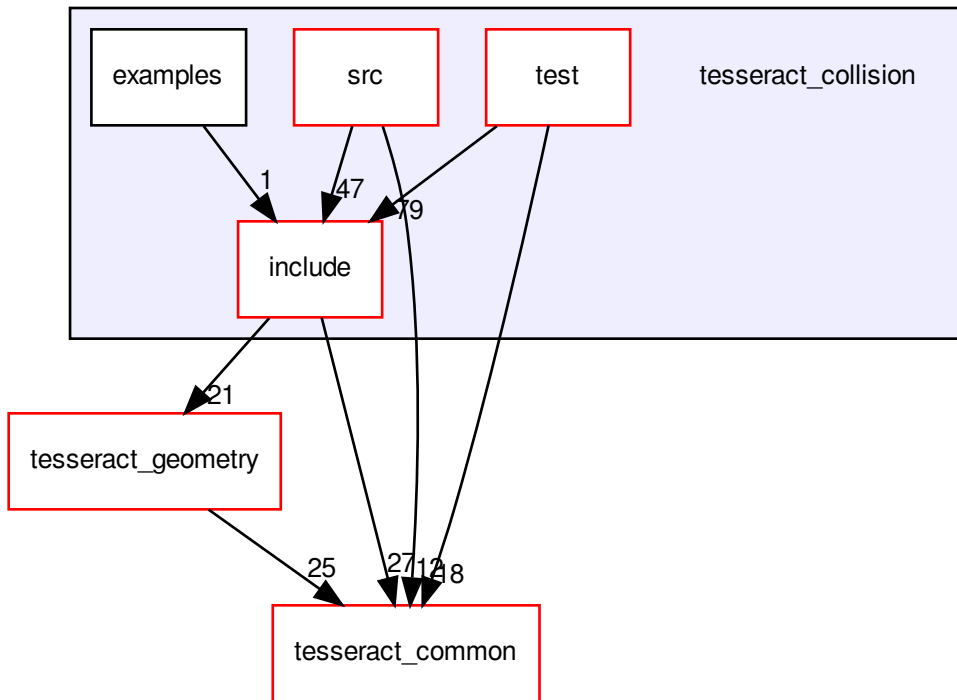 examples
src
test
tesseract_collision
1
47
79
include
21
tesseract_geometry
27
12
18
25
tesseract_common